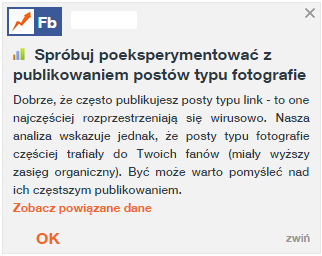 Fb
Spróbuj poeksperymentować z
publikowaniem postów typu fotografie
Dobrze, że często publikujesz posty typu link - to one
najczęściej rozprzestrzeniają się wirusowo. Nasza
analiza wskazuje jednak, że posty typu fotografie
częściej trafiały do Twoich fanów (miały wyższy
zasięg organiczny). Być może warto pomyśleć nad
ich częstszym publikowaniem.
Zobacz powiązane dane
OK zwiń